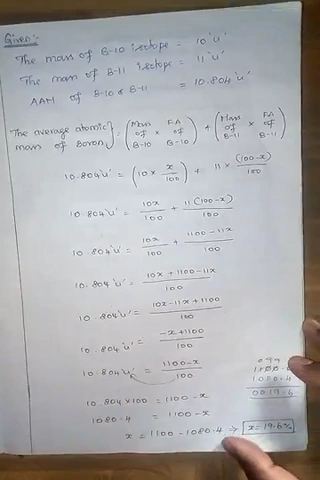 Given:-
The mass of B-10 isotope = 10 'u'
The mass of B-11 isotope = 11 'u'
AAM of B-10 & B-11 = 10.804 'u'
The average atomic mass of Boron } = (Mass of B-10 × FA of B-10) + (Mass of B-11 × FA of B-11)
10.804 'u' = (10 × x/100) + 11 × (100-x)/100
10.804 'u' = 10x/100 + 11(100-x)/100
10.804 'u' = 10x/100 + 1100-11x/100
10.804 'u' = 10x+1100-11x/100
10.804 'u' = 10x-11x+1100/100
10.804 'u' = -x+1100/100
10.804 'u' = 1100-x/100
10.804 × 100 = 1100-x
1080.4 = 1100-x
x = 1100-1080.4 ⇒ x = 19.6%
1080.4
0019.6